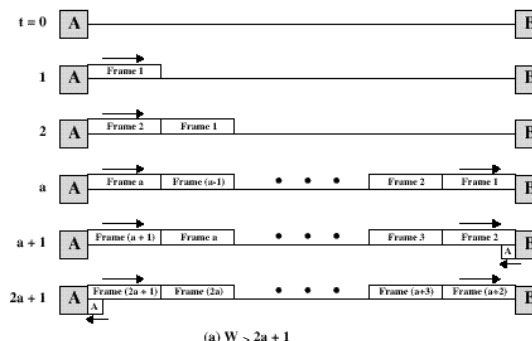 t = 0 A B
1 A Frame 1 B
2 A Frame 2 Frame 1 B
a A Frame a Frame (a-1) • • • Frame 2 Frame 1 B
a + 1 A Frame (a + 1) Frame a • • • Frame 3 Frame 2 A B
2a + 1 A Frame (2a + 1) A Frame (2a) • • • Frame (a+3) Frame (a+2) B
(a) W > 2a + 1